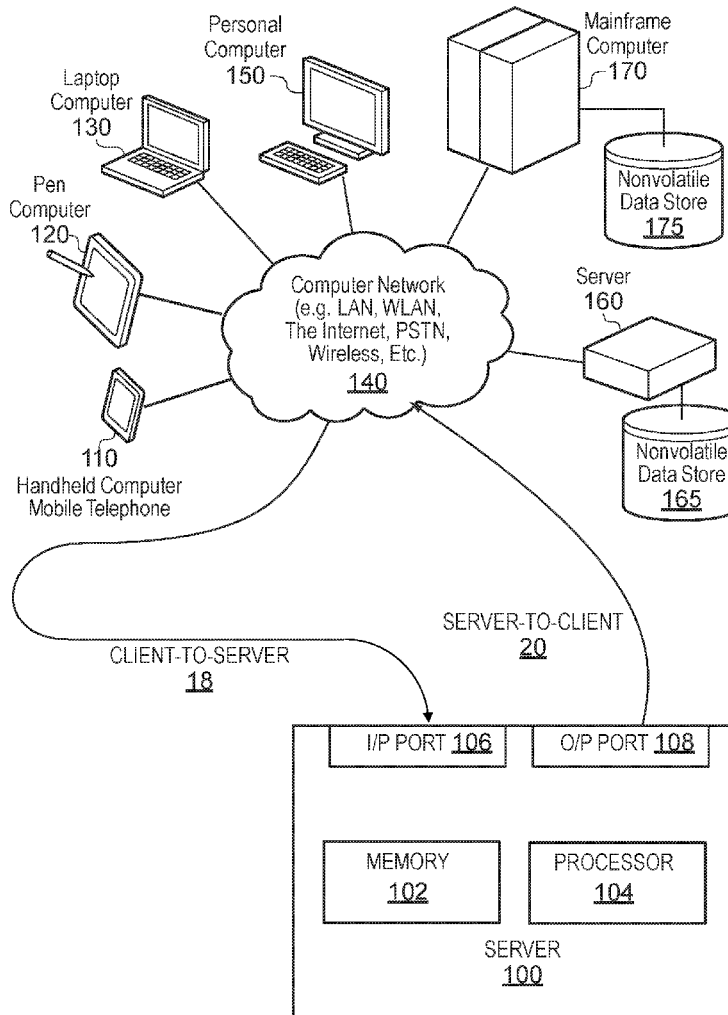 Personal
Computer
150
Mainframe
Computer
170
Laptop
Computer
130
Nonvolatile
Data Store
175
Pen
Computer
120
Server
160
Computer Network
(e.g. LAN, WLAN,
The Internet, PSTN,
Wireless, Etc.)
140
Nonvolatile
Data Store
165
110
Handheld Computer
Mobile Telephone
SERVER-TO-CLIENT
20
CLIENT-TO-SERVER
18
I/P PORT 106
O/P PORT 108
MEMORY
102
PROCESSOR
104
SERVER
100